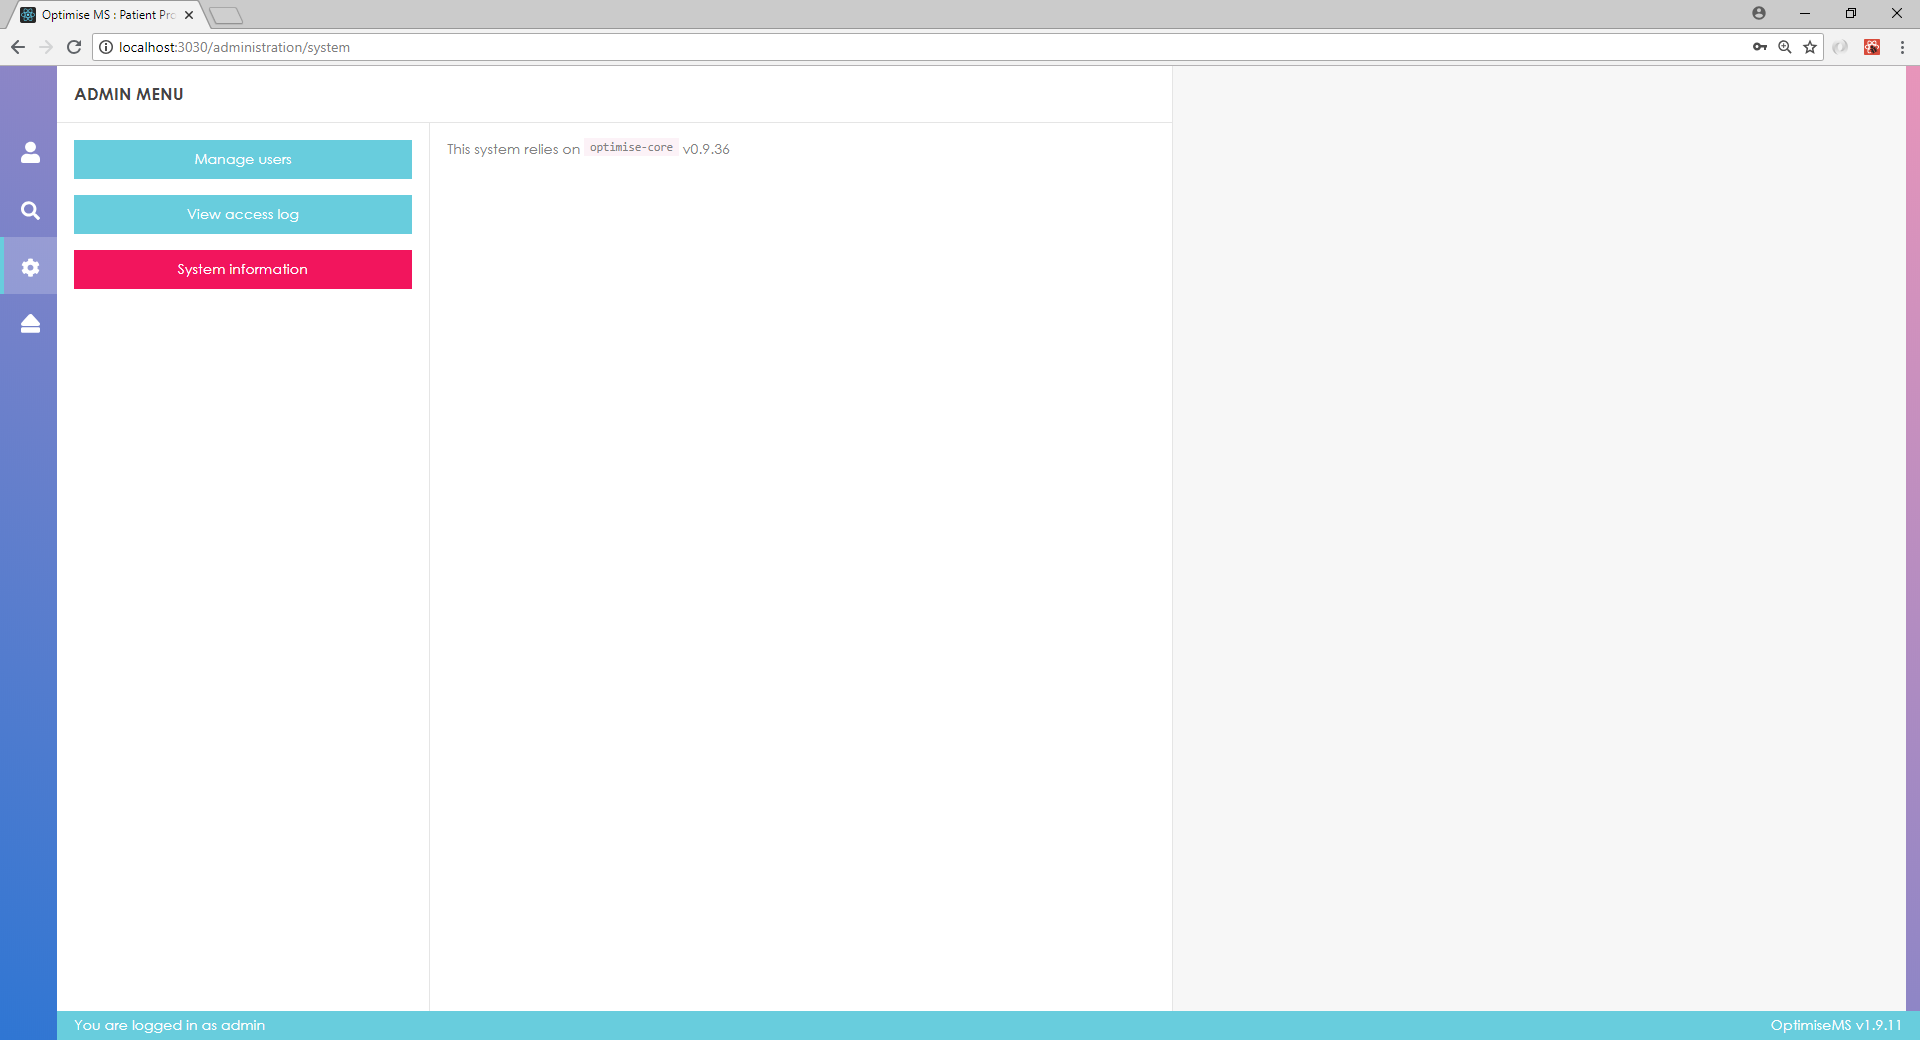 Optimise MS : Patient Pro
localhost:3030/administration/system
ADMIN MENU
Manage users
View access log
System information
This system relies on optimise-core v0.9.36
You are logged in as admin
OptimiseMS v1.9.11